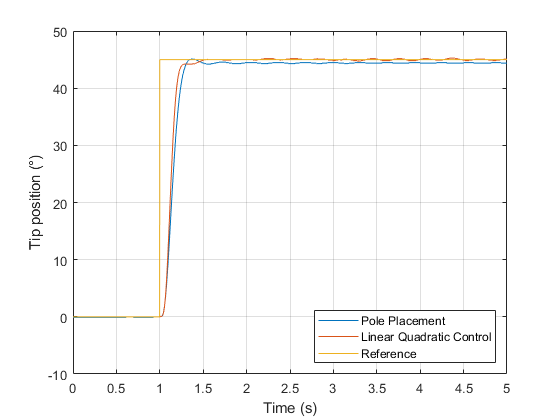 50
40
30
20
10
0
-10
Tip position (°)
0 0.5 1 1.5 2 2.5 3 3.5 4 4.5 5
Time (s)
Pole Placement
Linear Quadratic Control
Reference